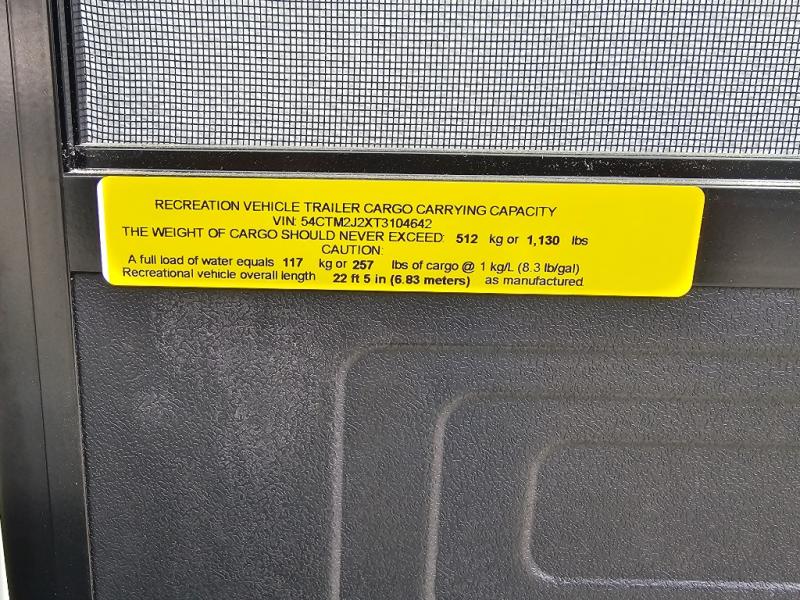 RECREATION VEHICLE TRAILER CARGO CARRYING CAPACITY
VIN: 54CTM2J2XT3104642
THE WEIGHT OF CARGO SHOULD NEVER EXCEED: 512 kg or 1,130 lbs
CAUTION:
A full load of water equals 117 kg or 257 lbs of cargo @ 1 kg/L (8.3 lb/gal)
Recreational vehicle overall length 22 ft 5 in (6.83 meters) as manufactured.